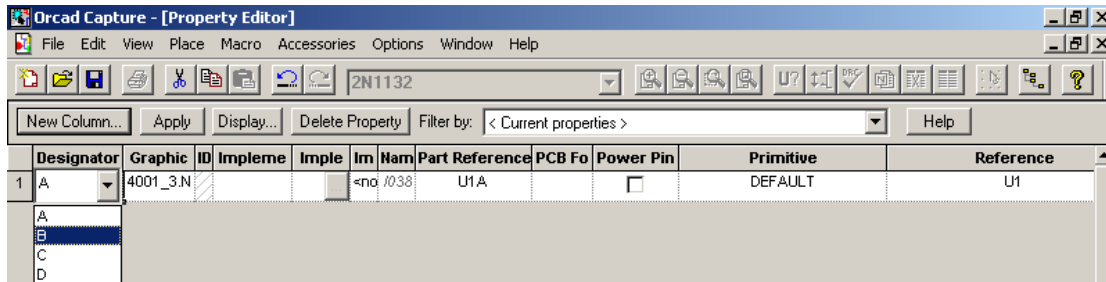 Orcad Capture - [Property Editor]
File Edit View Place Macro Accessories Options Window Help
2N1132 U? DRC
New Column... Apply Display... Delete Property Filter by: < Current properties > Help
Designator Graphic ID Impleme Imple Im Nam Part Reference PCB Fo Power Pin Primitive Reference
1 A 4001_3.N <no /038 U1A DEFAULT U1
A
B
C
D